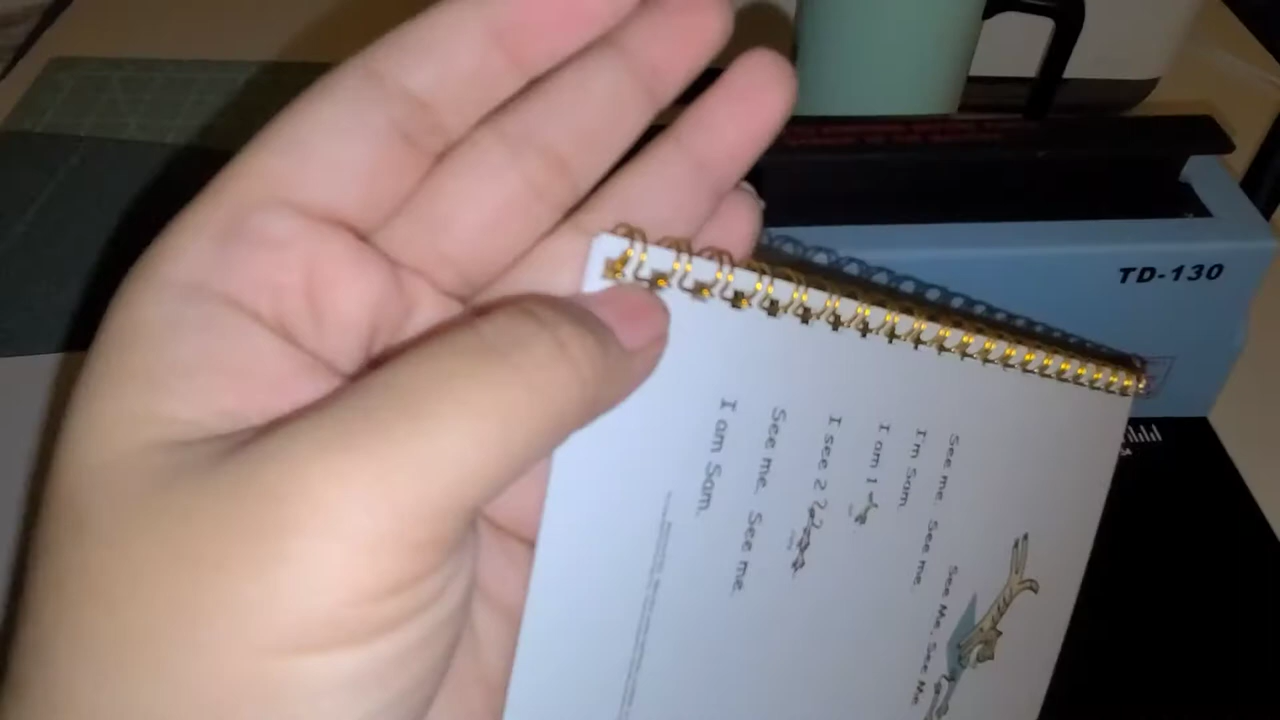 TD-130
See Me, See Me
See me. See me.
I'm Sam
I am 1
I see 2
See me. See me.
I am Sam.